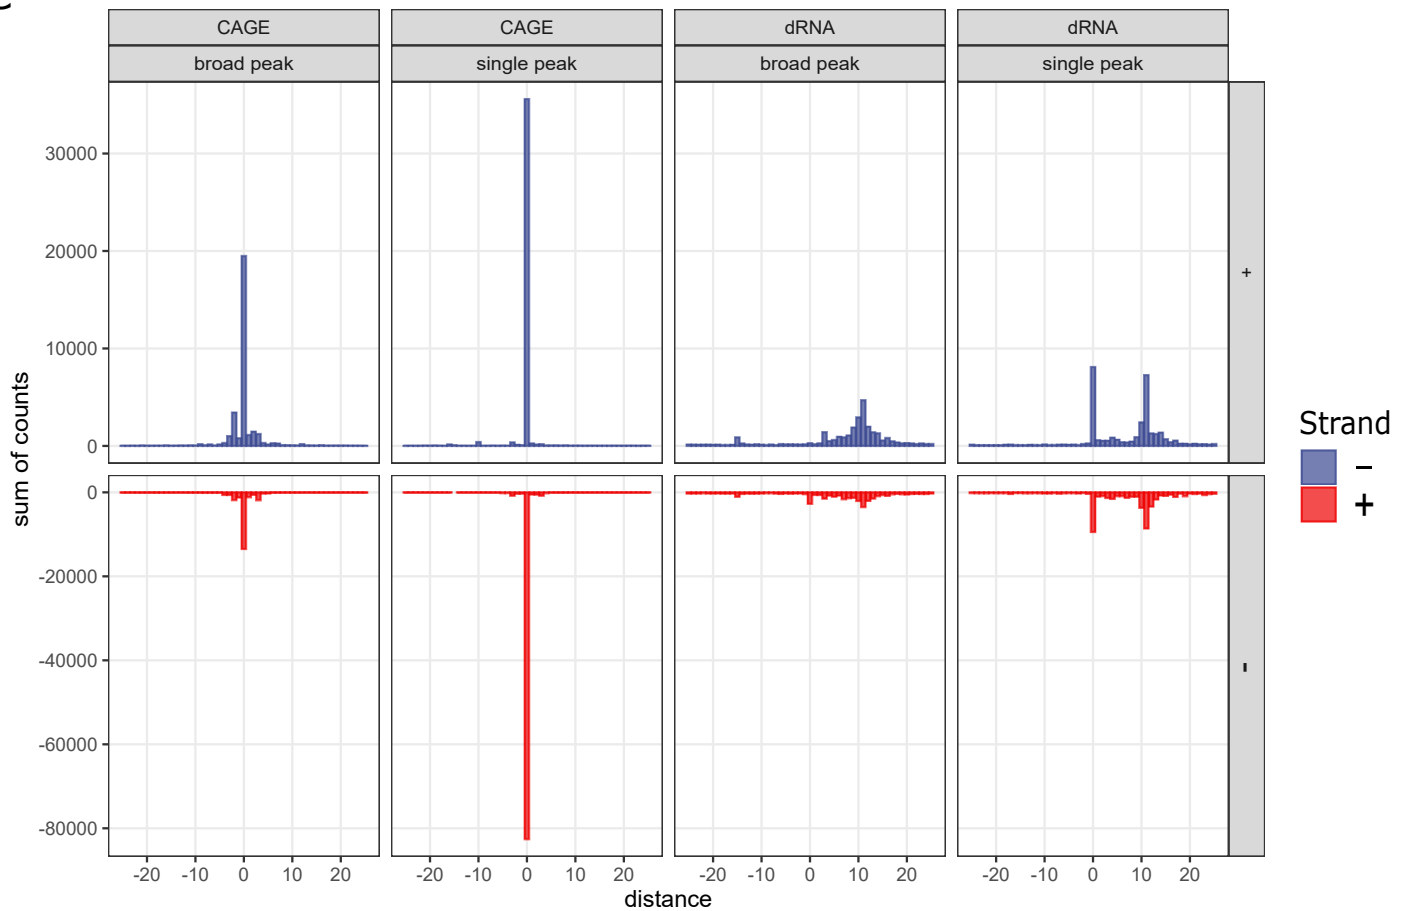 CAGE CAGE dRNA dRNA
broad peak single peak broad peak single peak
30000
20000
10000
0
+
0
-20000
-40000
-60000
-80000
-
sum of counts
-20 -10 0 10 20 -20 -10 0 10 20 -20 -10 0 10 20 -20 -10 0 10 20
distance
Strand
−
+